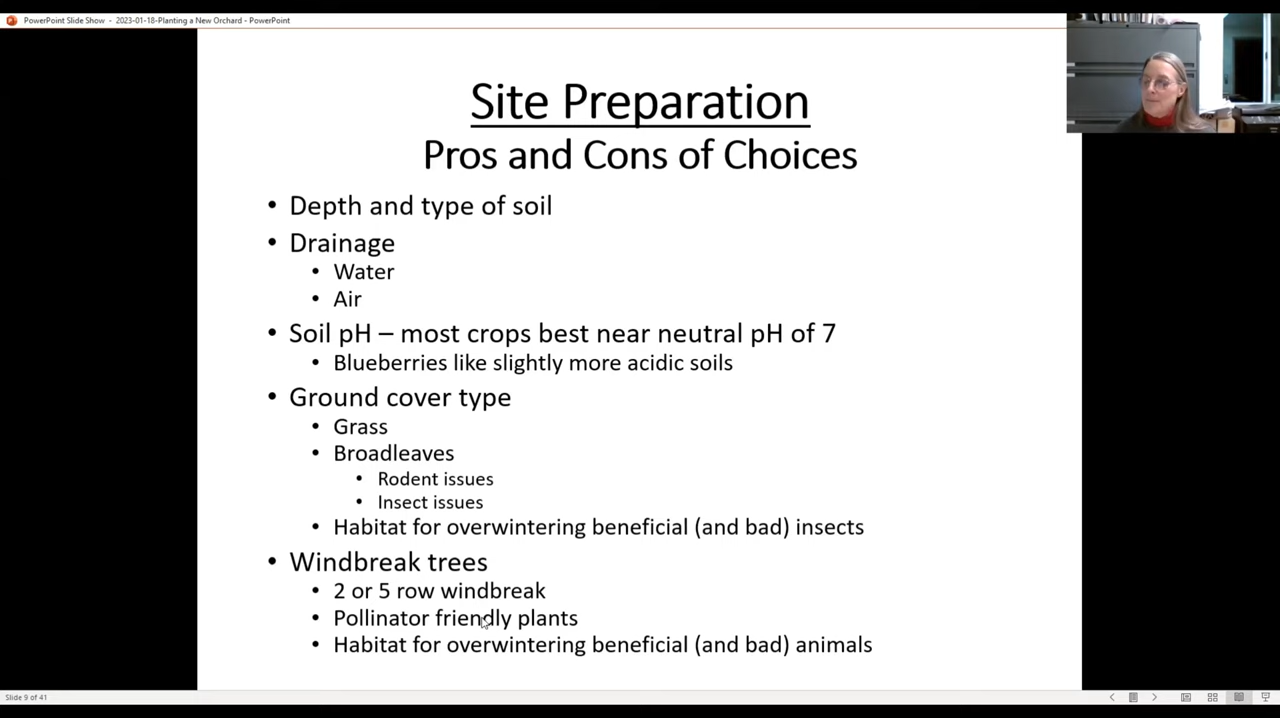 PowerPoint Slide Show - 2023-01-18-Planting a New Orchard - PowerPoint
Site Preparation
Pros and Cons of Choices
• Depth and type of soil
• Drainage
• Water
• Air
• Soil pH – most crops best near neutral pH of 7
• Blueberries like slightly more acidic soils
• Ground cover type
• Grass
• Broadleaves
• Rodent issues
• Insect issues
• Habitat for overwintering beneficial (and bad) insects
• Windbreak trees
• 2 or 5 row windbreak
• Pollinator friendly plants
• Habitat for overwintering beneficial (and bad) animals
Slide 9 of 41